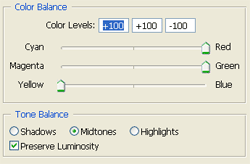 Color Balance
Color Levels: +100 +100 -100
Cyan Red
Magenta Green
Yellow Blue
Tone Balance
Shadows Midtones Highlights
Preserve Luminosity